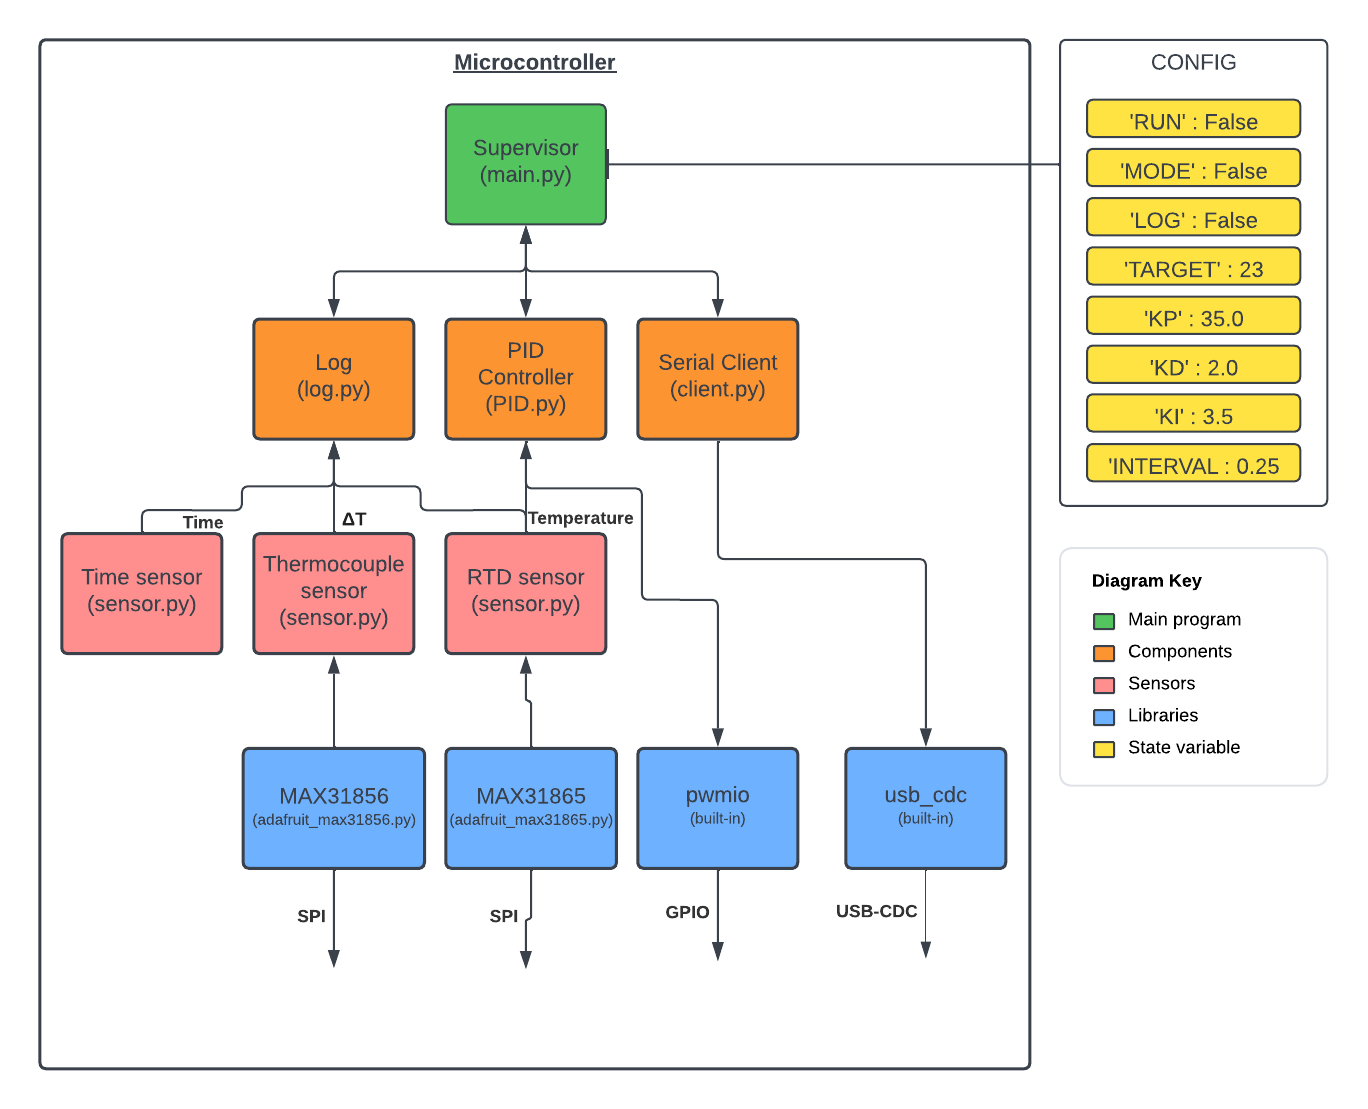 Microcontroller
Supervisor
(main.py)
Log
(log.py)
PID
Controller
(PID.py)
Serial Client
(client.py)
Time
ΔT
Temperature
Time sensor
(sensor.py)
Thermocouple
sensor
(sensor.py)
RTD sensor
(sensor.py)
MAX31856
(adafruit_max31856.py)
MAX31865
(adafruit_max31865.py)
pwmio
(built-in)
usb_cdc
(built-in)
SPI
SPI
GPIO
USB-CDC
CONFIG
'RUN' : False
'MODE' : False
'LOG' : False
'TARGET' : 23
'KP' : 35.0
'KD' : 2.0
'KI' : 3.5
'INTERVAL : 0.25
Diagram Key
Main program
Components
Sensors
Libraries
State variable